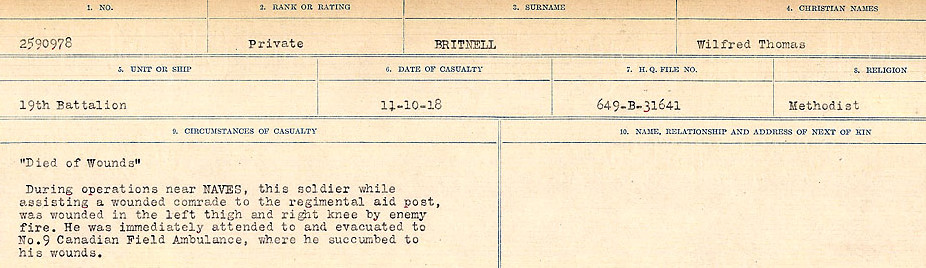 1. NO. 2. RANK OR RATING 3. SURNAME 4. CHRISTIAN NAMES
2590978 Private BRITNELL Wilfred Thomas
5. UNIT OR SHIP 6. DATE OF CASUALTY 7. H.Q. FILE NO. 8. RELIGION
19th Battalion 11-10-18 649-B-31641 Methodist
9. CIRCUMSTANCES OF CASUALTY 10. NAME, RELATIONSHIP AND ADDRESS OF NEXT OF KIN
"Died of Wounds"
During operations near NAVES, this soldier while
assisting a wounded comrade to the regimental aid post,
was wounded in the left thigh and right knee by enemy
fire. He was immediately attended to and evacuated to
No.9 Canadian Field Ambulance, where he succumbed to
his wounds.